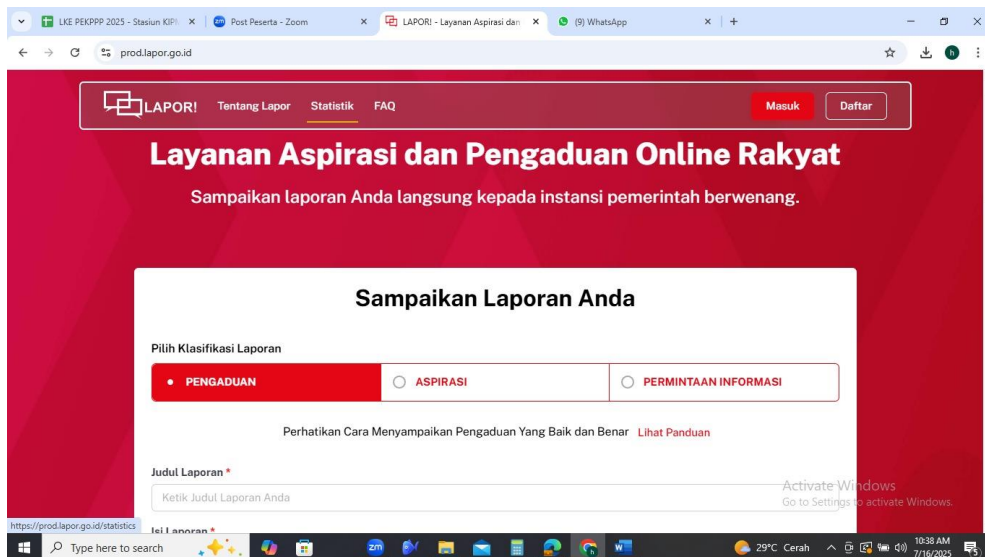 LKE PEKPPP 2025 - Stasiun KIPM
Post Peserta - Zoom
LAPOR! - Layanan Aspirasi dan
(9) WhatsApp
prod.lapor.go.id
LAPOR! Tentang Lapor Statistik FAQ Masuk Daftar
Layanan Aspirasi dan Pengaduan Online Rakyat
Sampaikan laporan Anda langsung kepada instansi pemerintah berwenang.
Sampaikan Laporan Anda
Pilih Klasifikasi Laporan
PENGADUAN ASPIRASI PERMINTAAN INFORMASI
Perhatikan Cara Menyampaikan Pengaduan Yang Baik dan Benar Lihat Panduan
Judul Laporan *
Ketik Judul Laporan Anda
Activate Windows
Go to Settings to activate Windows.
https://prod.lapor.go.id/statistics
Isi Laporan *
Type here to search
zm
29°C Cerah
10:38 AM
7/16/2025